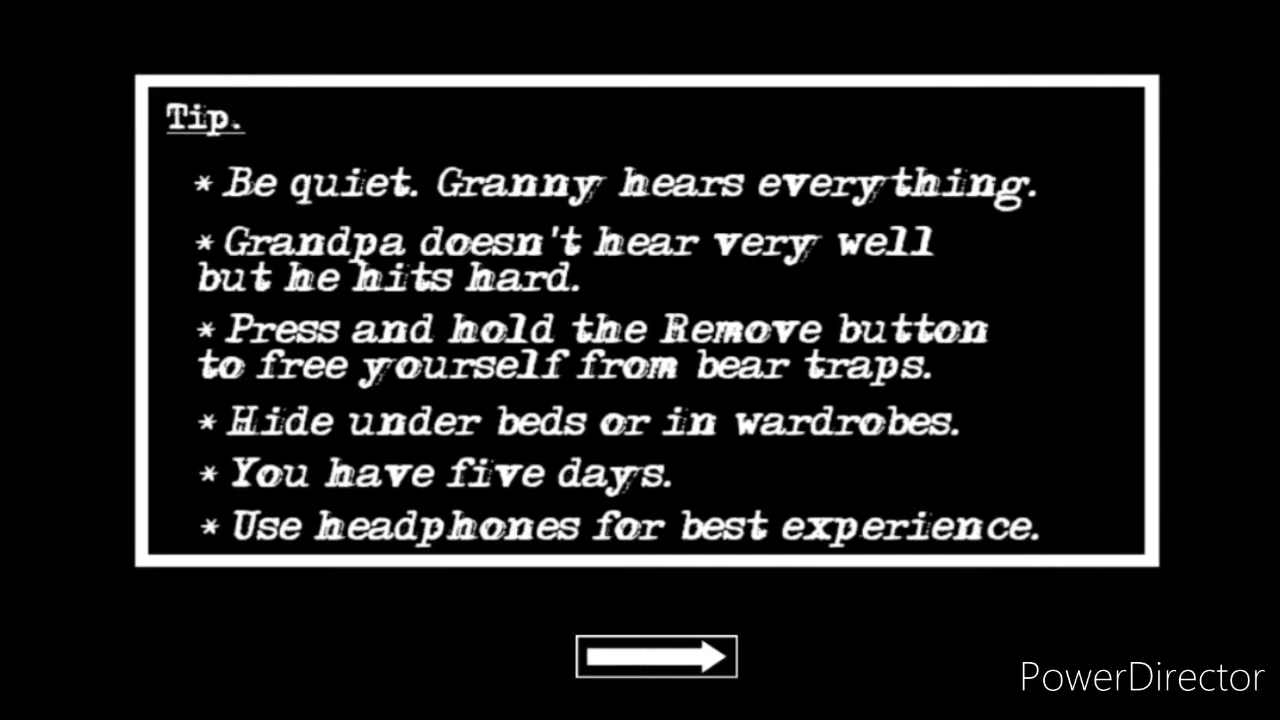 Tip.
* Be quiet. Granny hears everything.
* Grandpa doesn't hear very well
but he hits hard.
* Press and hold the Remove button
to free yourself from bear traps.
* Hide under beds or in wardrobes.
* You have five days.
* Use headphones for best experience.
PowerDirector